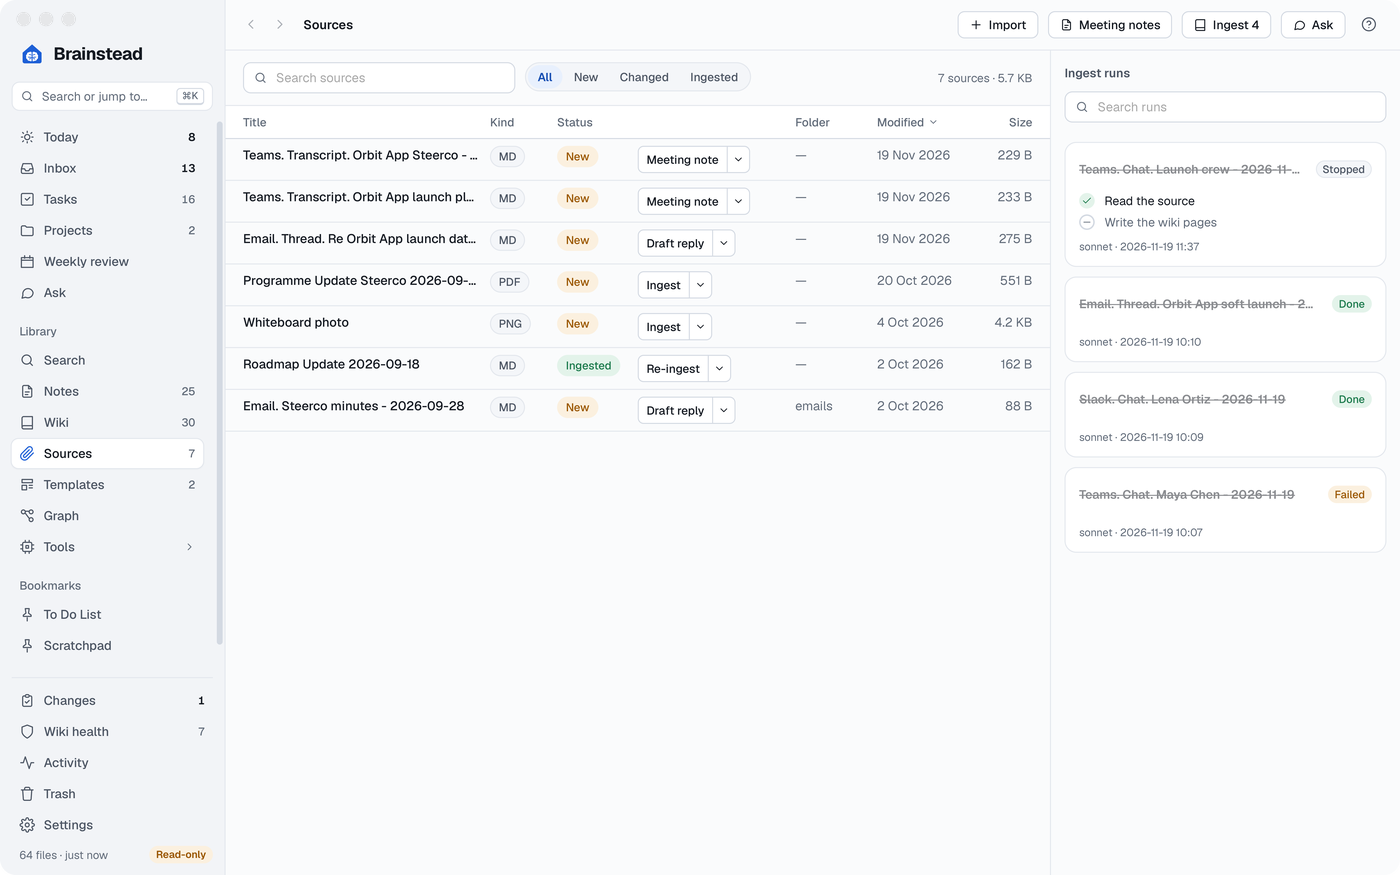 Brainstead
Search or jump to... ⌘K
Today 8
Inbox 13
Tasks 16
Projects 2
Weekly review
Ask
Library
Search
Notes 25
Wiki 30
Sources 7
Templates 2
Graph
Tools
Bookmarks
To Do List
Scratchpad
Changes 1
Wiki health 7
Activity
Trash
Settings
64 files · just now Read-only
Sources
Import Meeting notes Ingest 4 Ask
Search sources All New Changed Ingested 7 sources · 5.7 KB
Title Kind Status Folder Modified Size
Teams. Transcript. Orbit App Steerco - ... MD New Meeting note — 19 Nov 2026 229 B
Teams. Transcript. Orbit App launch pl... MD New Meeting note — 19 Nov 2026 233 B
Email. Thread. Re Orbit App launch dat... MD New Draft reply — 19 Nov 2026 275 B
Programme Update Steerco 2026-09-... PDF New Ingest — 20 Oct 2026 551 B
Whiteboard photo PNG New Ingest — 4 Oct 2026 4.2 KB
Roadmap Update 2026-09-18 MD Ingested Re-ingest — 2 Oct 2026 162 B
Email. Steerco minutes - 2026-09-28 MD New Draft reply emails 2 Oct 2026 88 B
Ingest runs
Search runs
Teams. Chat. Launch crew - 2026-11-... Stopped
Read the source
Write the wiki pages
sonnet · 2026-11-19 11:37
Email. Thread. Orbit App soft launch - 2... Done
sonnet · 2026-11-19 10:10
Slack. Chat. Lena Ortiz - 2026-11-19 Done
sonnet · 2026-11-19 10:09
Teams. Chat. Maya Chen - 2026-11-19 Failed
sonnet · 2026-11-19 10:07